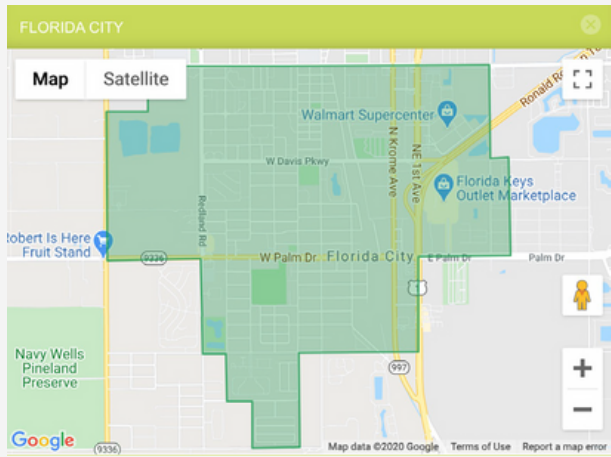 FLORIDA CITY
Map
Satellite
Ronald Reagan Tu
Walmart Supercenter
N Krome Ave
NE 1st Ave
W Davis Pkwy
Florida Keys
Outlet Marketplace
Redland Rd
Robert Is Here
Fruit Stand
9336
W Palm Dr
Florida City
E Palm Dr
Palm Dr
1
Navy Wells
Pineland
Preserve
997
+
−
Google
9336
Map data ©2020 Google
Terms of Use
Report a map error